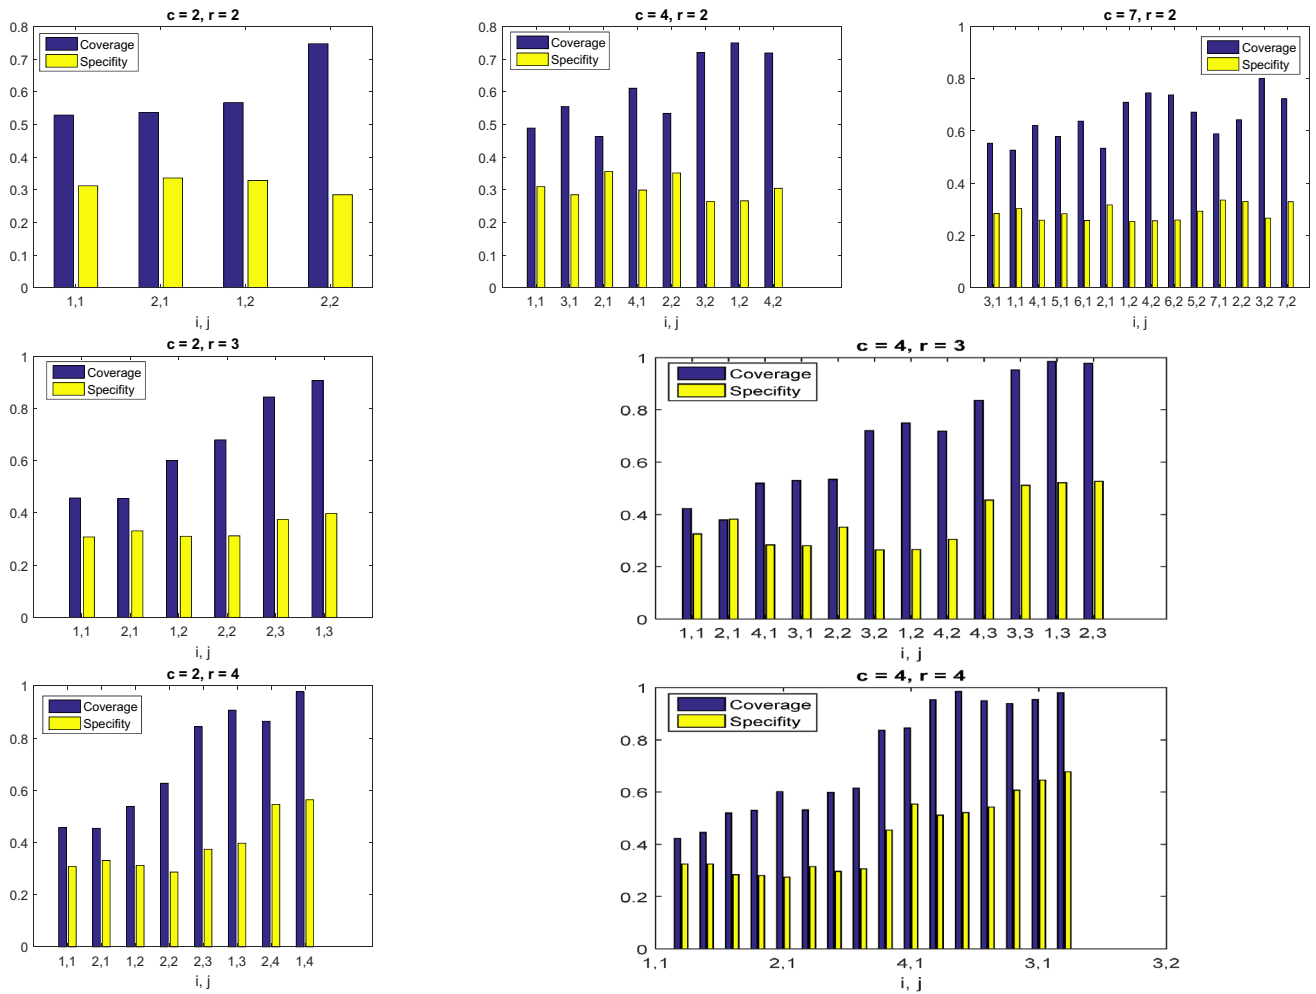 c = 2, r = 2
0.8
0.7
0.6
0.5
0.4
0.3
0.2
0.1
0
Coverage
Specifity
1,1 2,1 1,2 2,2
i, j
c = 4, r = 2
0.8
0.7
0.6
0.5
0.4
0.3
0.2
0.1
0
Coverage
Specifity
1,1 3,1 2,1 4,1 2,2 3,2 1,2 4,2
i, j
c = 7, r = 2
1
0.8
0.6
0.4
0.2
0
Coverage
Specifity
3,1 1,1 4,1 5,1 6,1 2,1 1,2 4,2 6,2 5,2 7,1 2,2 3,2 7,2
i, j
c = 2, r = 3
1
0.8
0.6
0.4
0.2
0
Coverage
Specifity
1,1 2,1 1,2 2,2 2,3 1,3
i, j
c = 4, r = 3
1
0.8
0.6
0.4
0.2
0
Coverage
Specifity
1,1 2,1 4,1 3,1 2,2 3,2 1,2 4,2 4,3 3,3 1,3 2,3
i, j
c = 2, r = 4
1
0.8
0.6
0.4
0.2
0
Coverage
Specifity
1,1 2,1 1,2 2,2 2,3 1,3 2,4 1,4
i, j
c = 4, r = 4
1
0.8
0.6
0.4
0.2
0
Coverage
Specifity
1,1 2,1 4,1 3,1 3,2
i, j